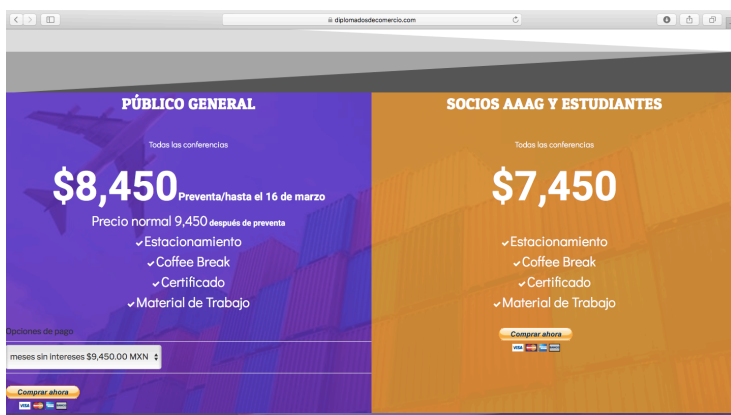 diplomadosdecomercio.com
PÚBLICO GENERAL
Todas las conferencias
$8,450 Preventa/hasta el 16 de marzo
Precio normal 9,450 después de preventa
✓Estacionamiento
✓Coffee Break
✓Certificado
✓Material de Trabajo
Opciones de pago
meses sin intereses $9,450.00 MXN
Comprar ahora
VISA
SOCIOS AAAG Y ESTUDIANTES
Todas las conferencias
$7,450
✓Estacionamiento
✓Coffee Break
✓Certificado
✓Material de Trabajo
Comprar ahora
VISA